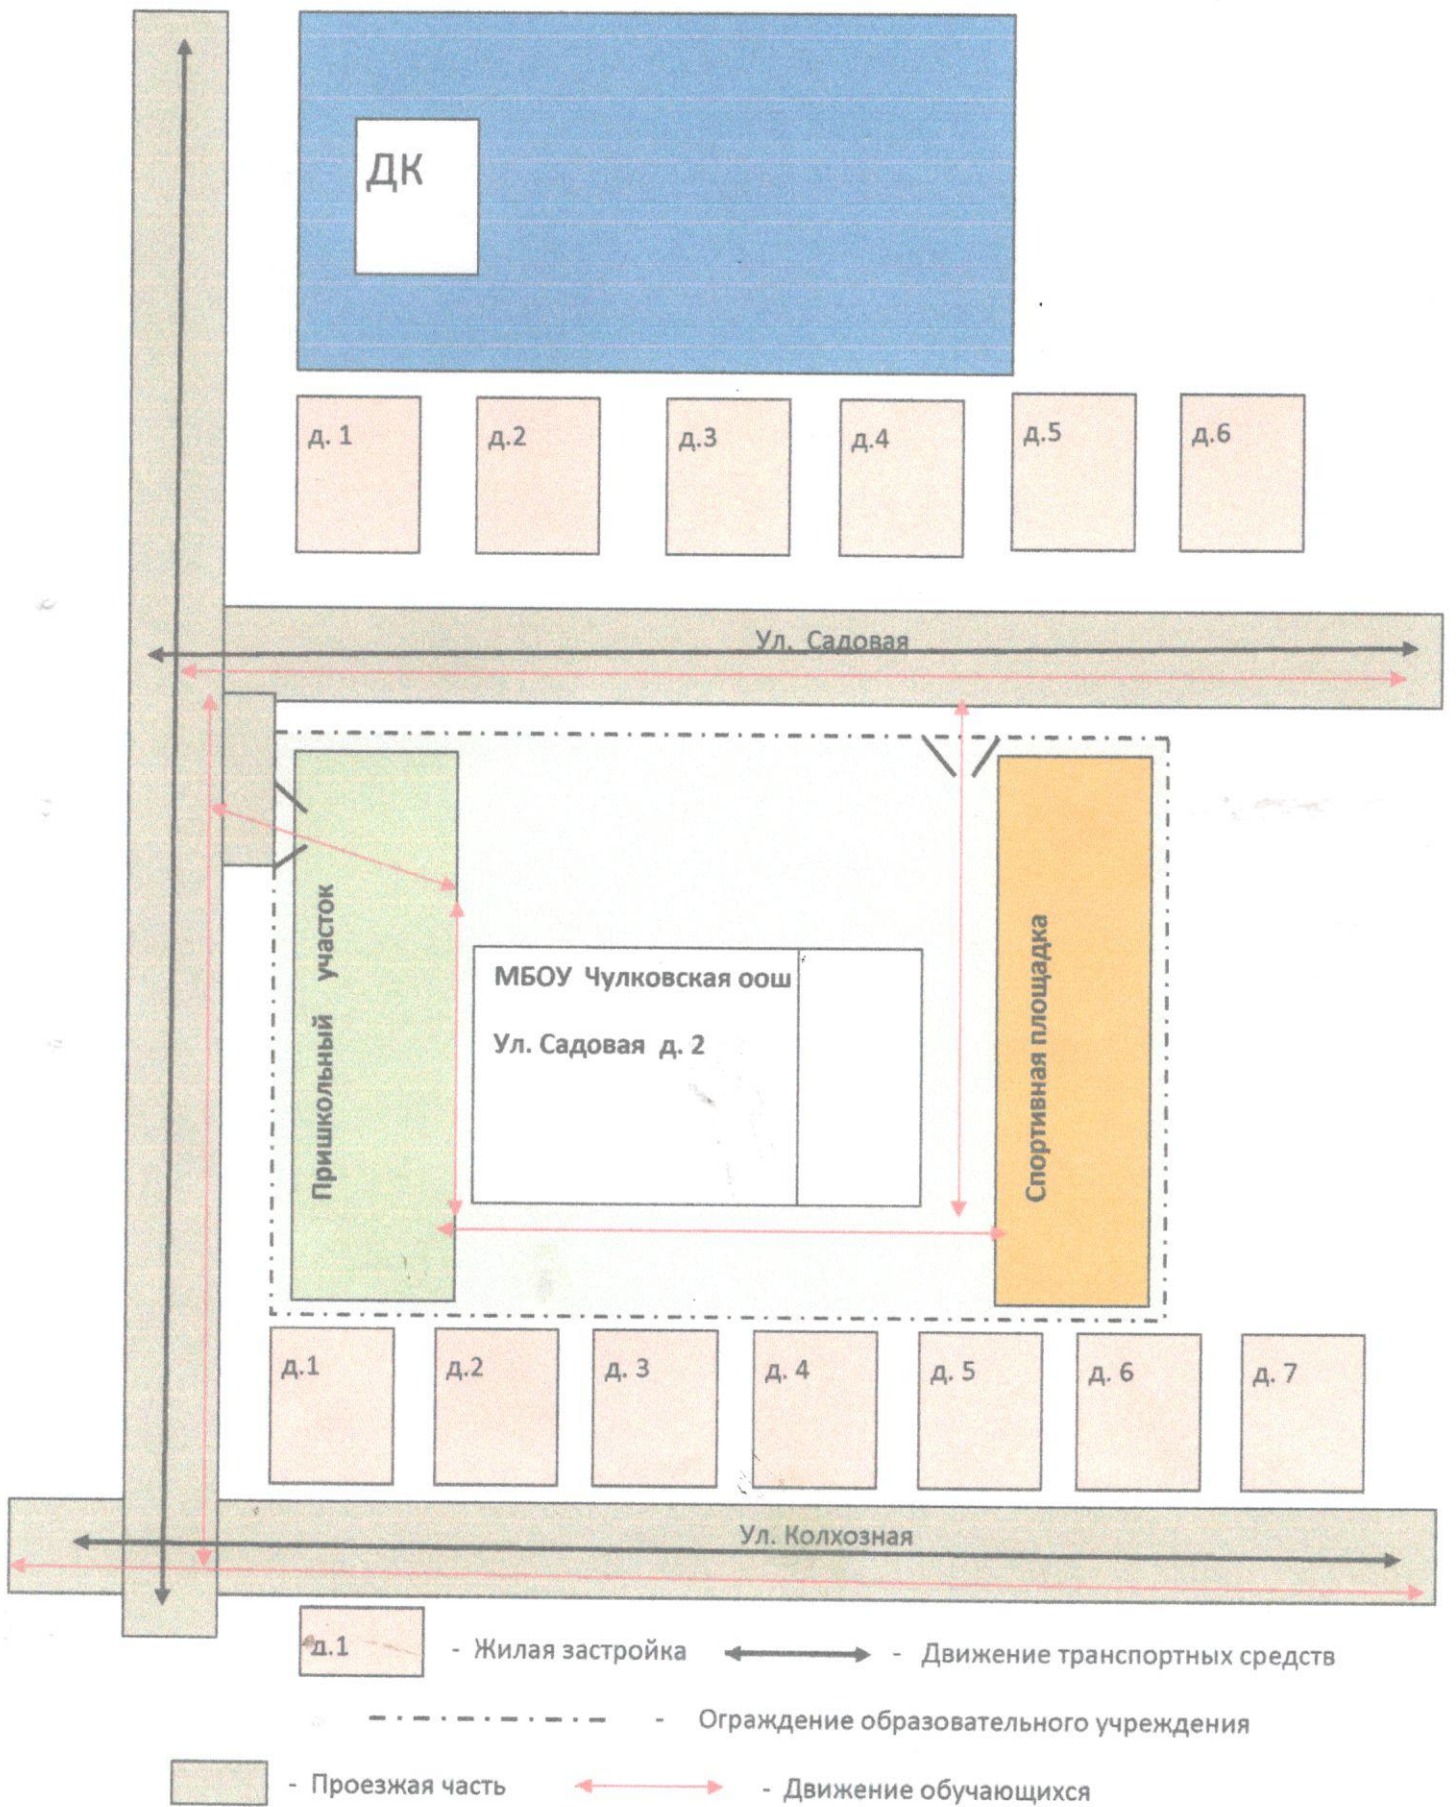 ДК
д. 1
д.2
д.3
д.4
д.5
д.6
Ул. Садовая
Пришкольный участок
МБОУ Чулковская оош
Ул. Садовая д. 2
Спортивная площадка
д.1
д.2
д. 3
д. 4
д. 5
д. 6
д. 7
Ул. Колхозная
д.1 - Жилая застройка - Движение транспортных средств
- Ограждение образовательного учреждения
- Проезжая часть - Движение обучающихся